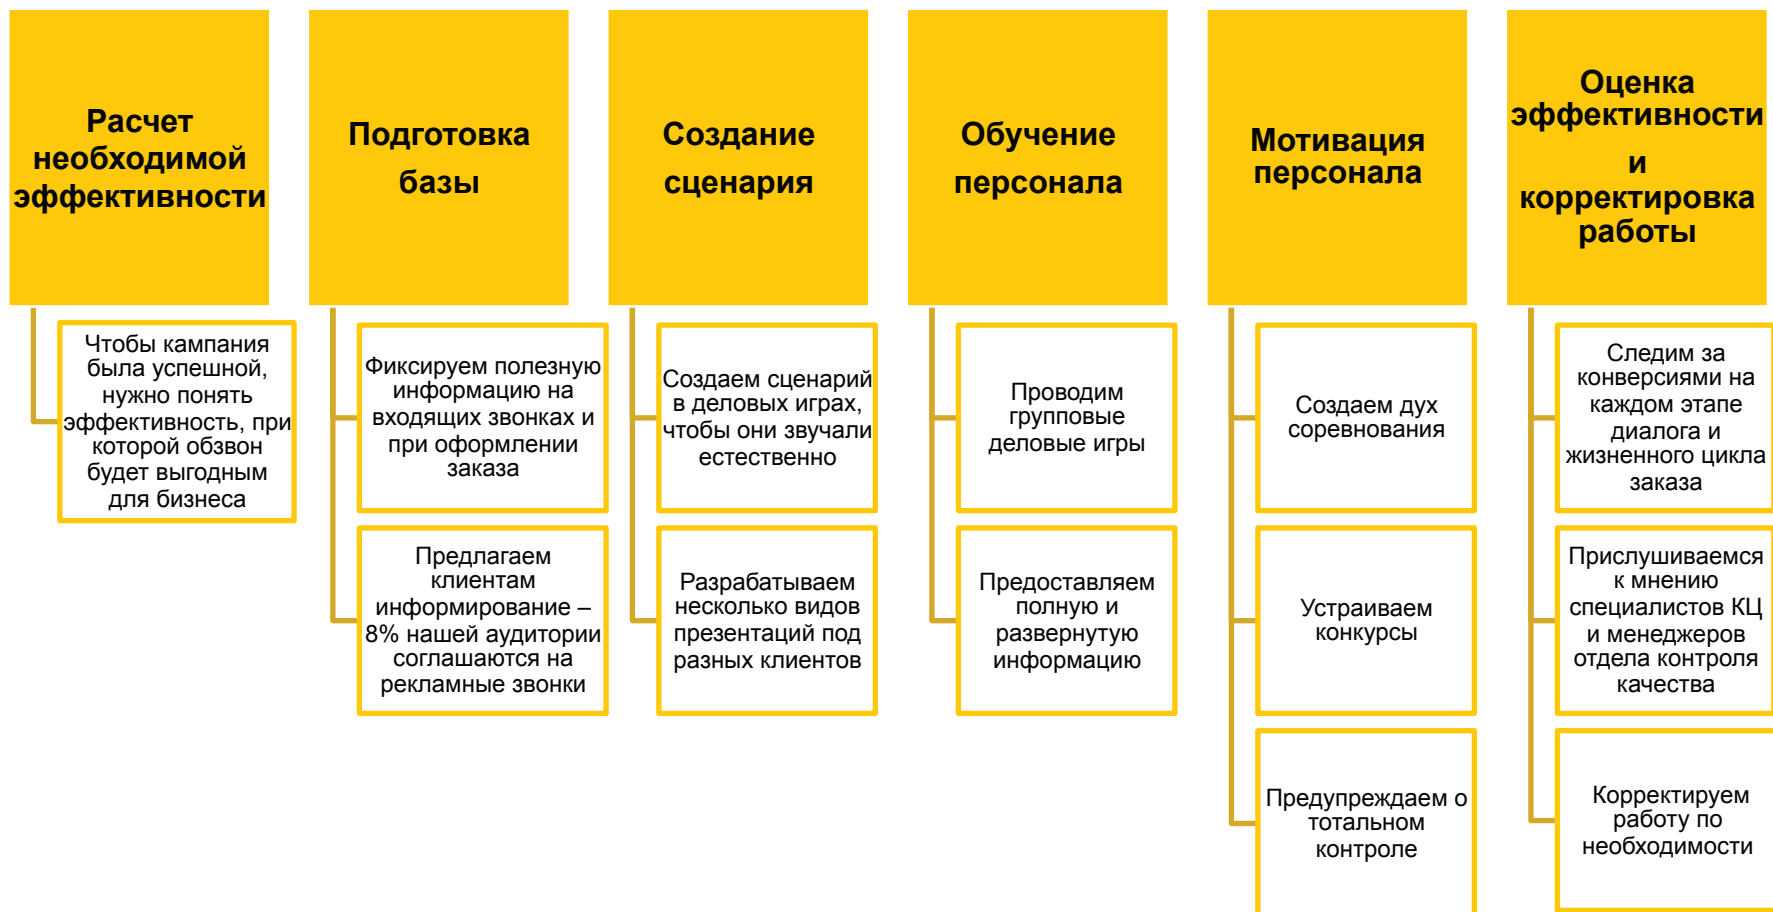 Расчет
необходимой
эффективности
Чтобы кампания
была успешной,
нужно понять
эффективность, при
которой обзвон
будет выгодным
для бизнеса
Подготовка
базы
Фиксируем полезную
информацию на
входящих звонках и
при оформлении
заказа
Предлагаем
клиентам
информирование –
8% нашей аудитории
соглашаются на
рекламные звонки
Создание
сценария
Создаем сценарий
в деловых играх,
чтобы они звучали
естественно
Разрабатываем
несколько видов
презентаций под
разных клиентов
Обучение
персонала
Проводим
групповые
деловые игры
Предоставляем
полную и
развернутую
информацию
Мотивация
персонала
Создаем дух
соревнования
Устраиваем
конкурсы
Предупреждаем о
тотальном
контроле
Оценка
эффективности
и
корректировка
работы
Следим за
конверсиями на
каждом этапе
диалога и
жизненного цикла
заказа
Прислушиваемся
к мнению
специалистов КЦ
и менеджеров
отдела контроля
качества
Корректируем
работу по
необходимости